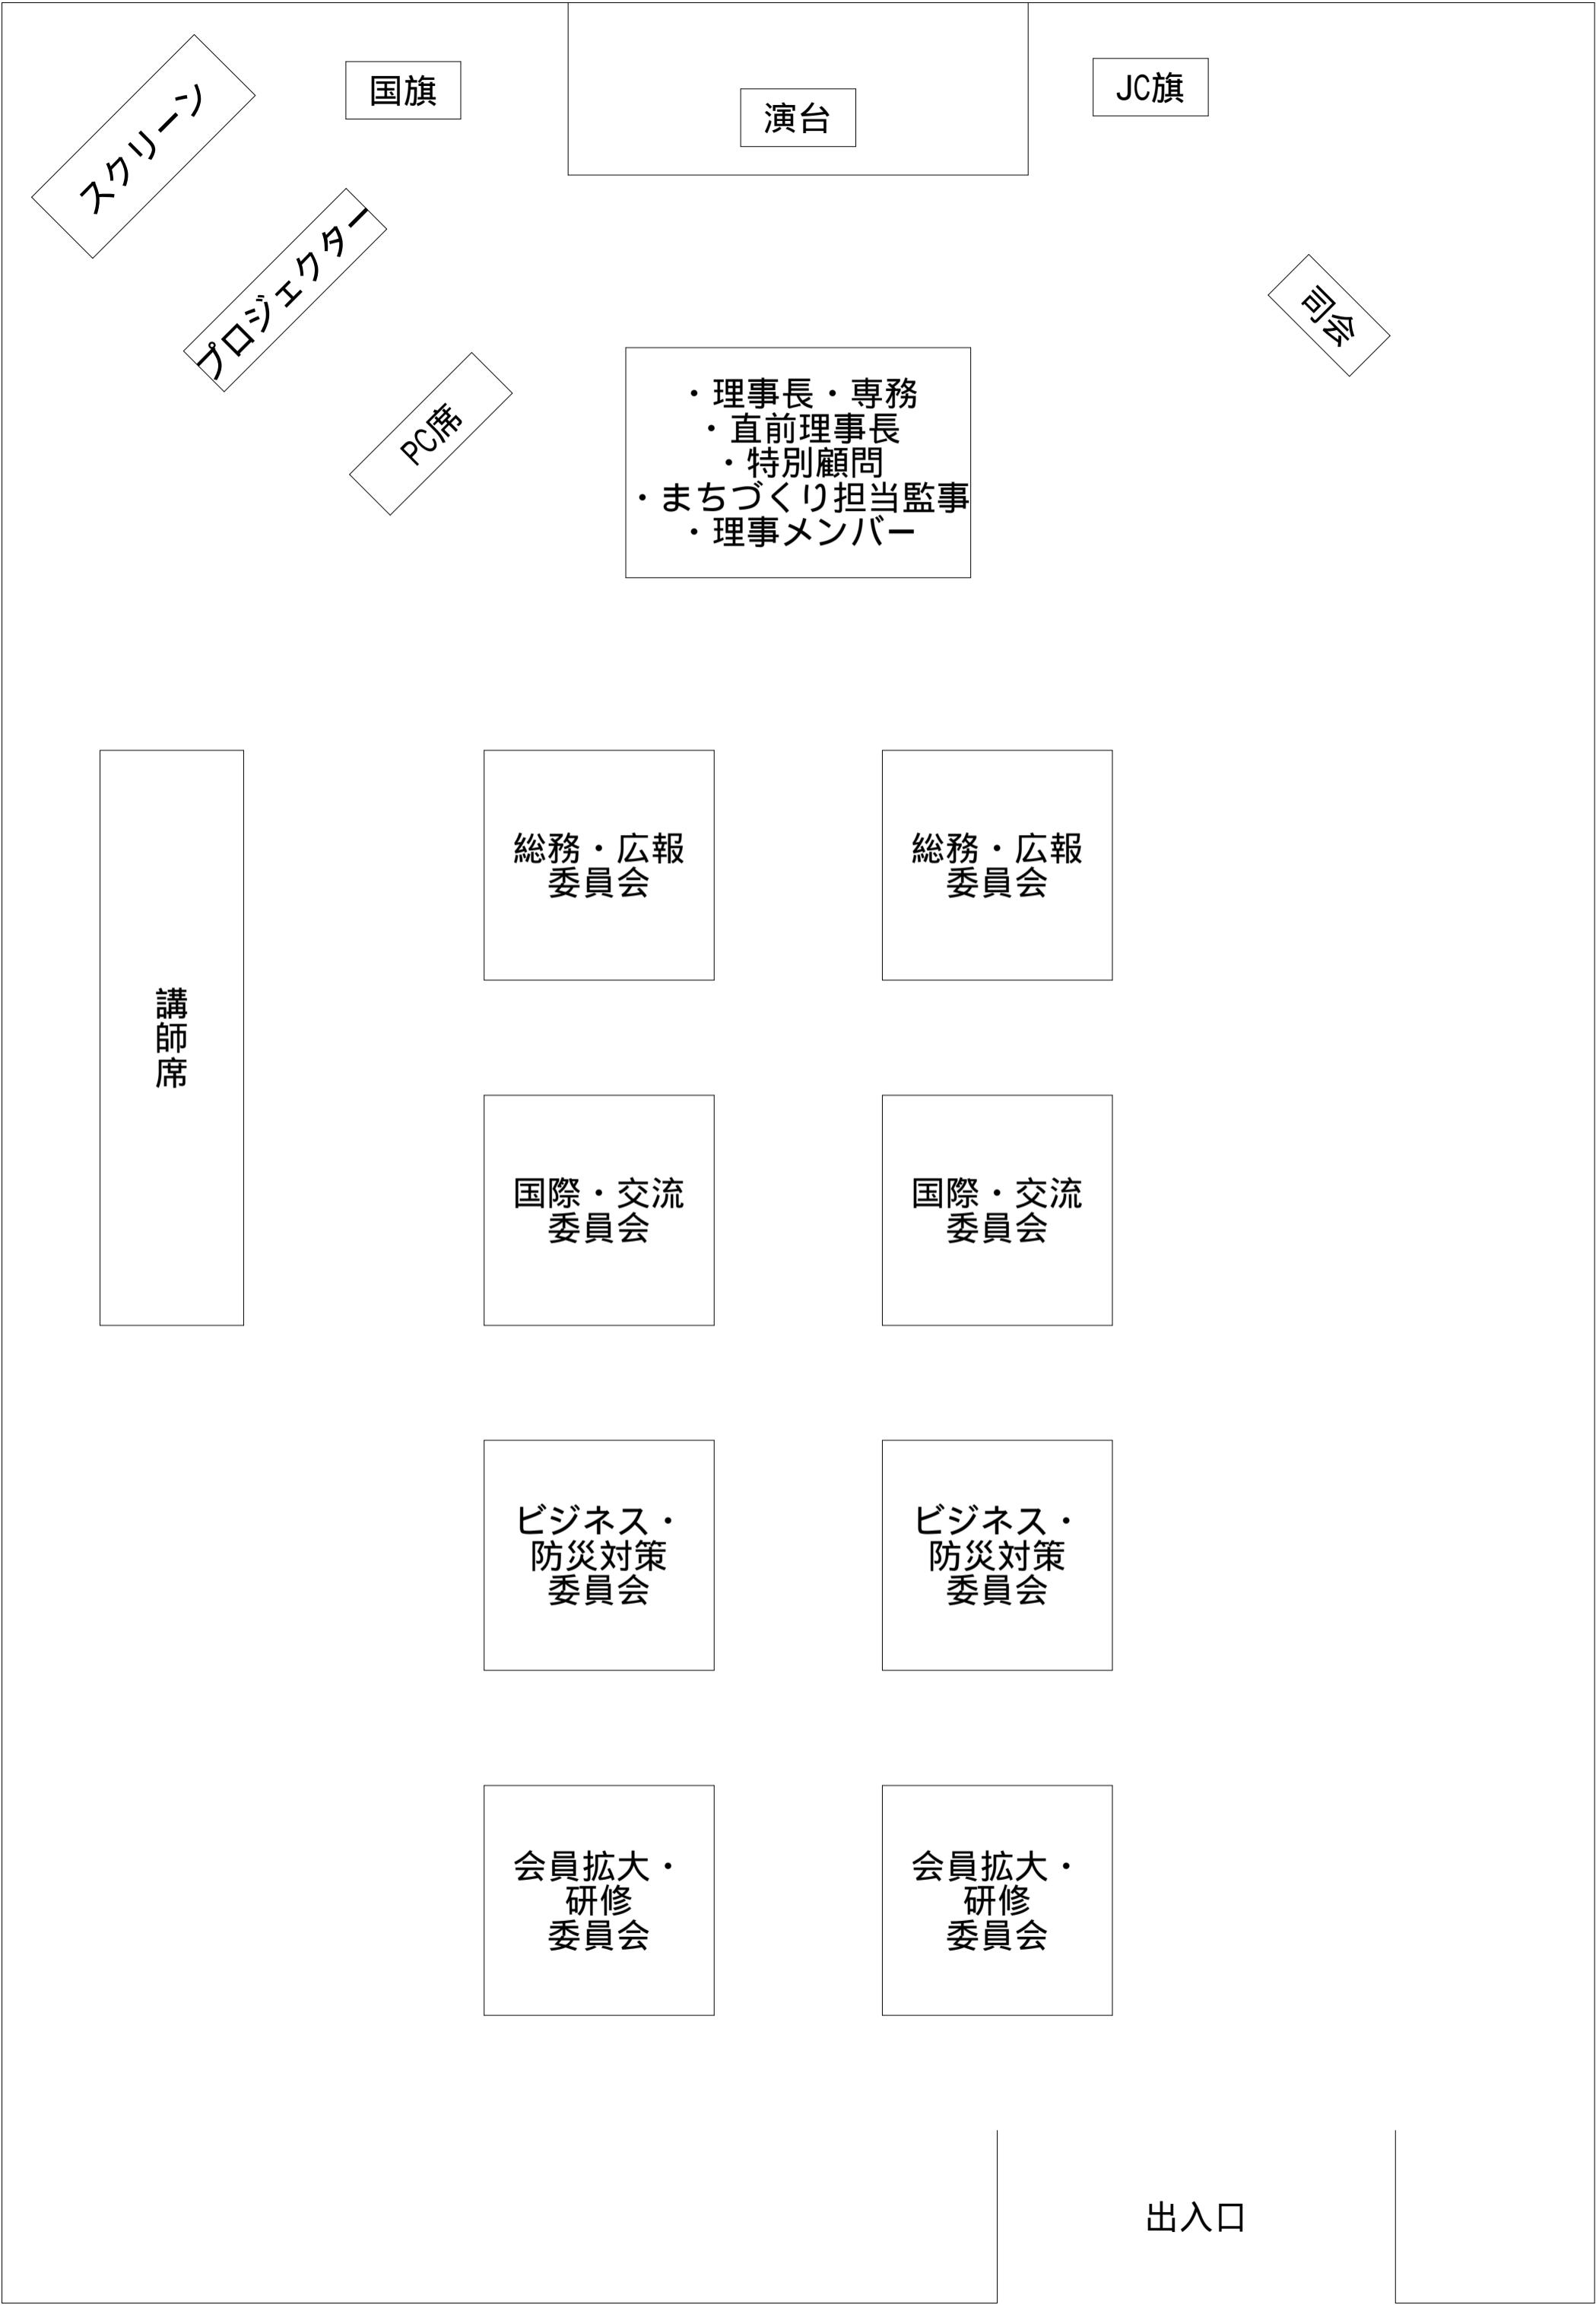 スクリーン
国旗
演台
JC旗
プロジェクター
司会
PC席
・理事長・専務
・直前理事長
・特別顧問
・まちづくり担当監事
・理事メンバー
講師席
総務・広報
委員会
総務・広報
委員会
国際・交流
委員会
国際・交流
委員会
ビジネス・
防災対策
委員会
ビジネス・
防災対策
委員会
会員拡大・
研修
委員会
会員拡大・
研修
委員会
出入口